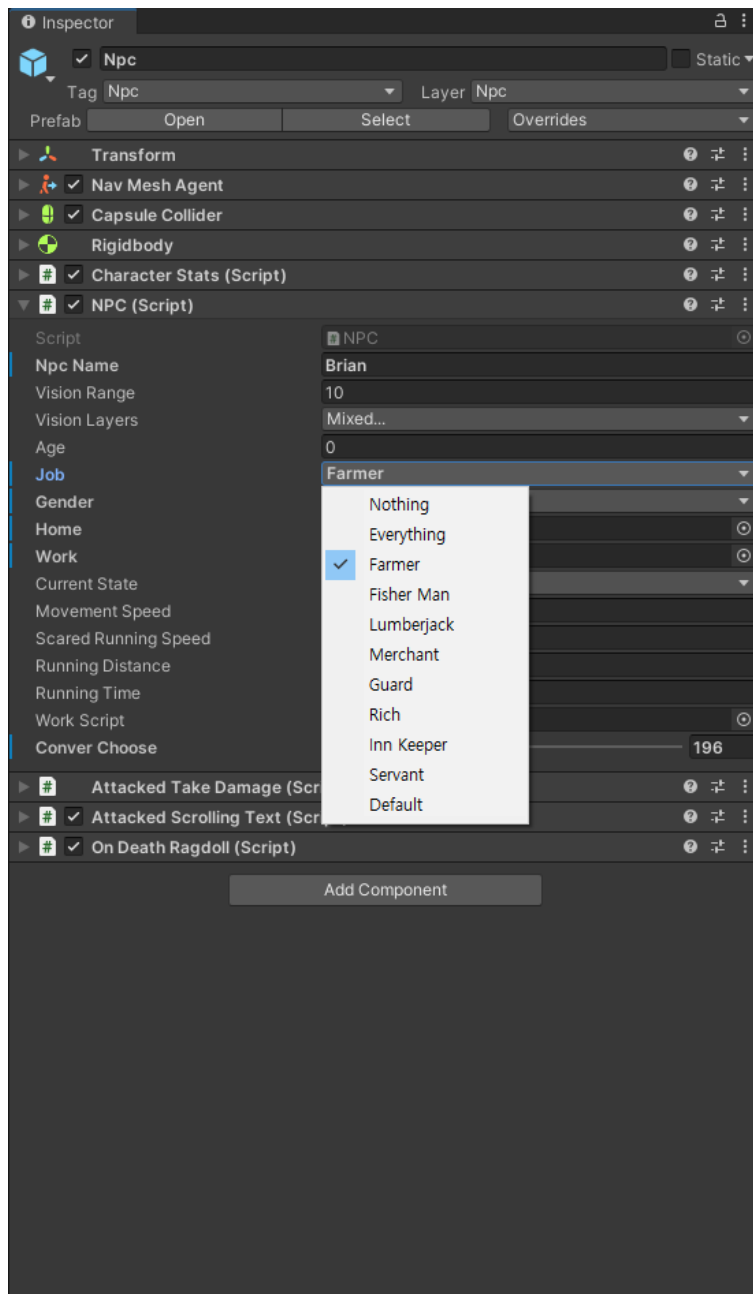 Inspector
Npc
Static
Tag Npc Layer Npc
Prefab Open Select Overrides
Transform
Nav Mesh Agent
Capsule Collider
Rigidbody
# Character Stats (Script)
# NPC (Script)
Script # NPC
Npc Name Brian
Vision Range 10
Vision Layers Mixed...
Age 0
Job Farmer
Gender
Home
Work
Current State
Movement Speed
Scared Running Speed
Running Distance
Running Time
Work Script
Conver Choose 196
Nothing
Everything
Farmer
Fisher Man
Lumberjack
Merchant
Guard
Rich
Inn Keeper
Servant
Default
# Attacked Take Damage (Scr
# Attacked Scrolling Text (Scr
# On Death Ragdoll (Script)
Add Component